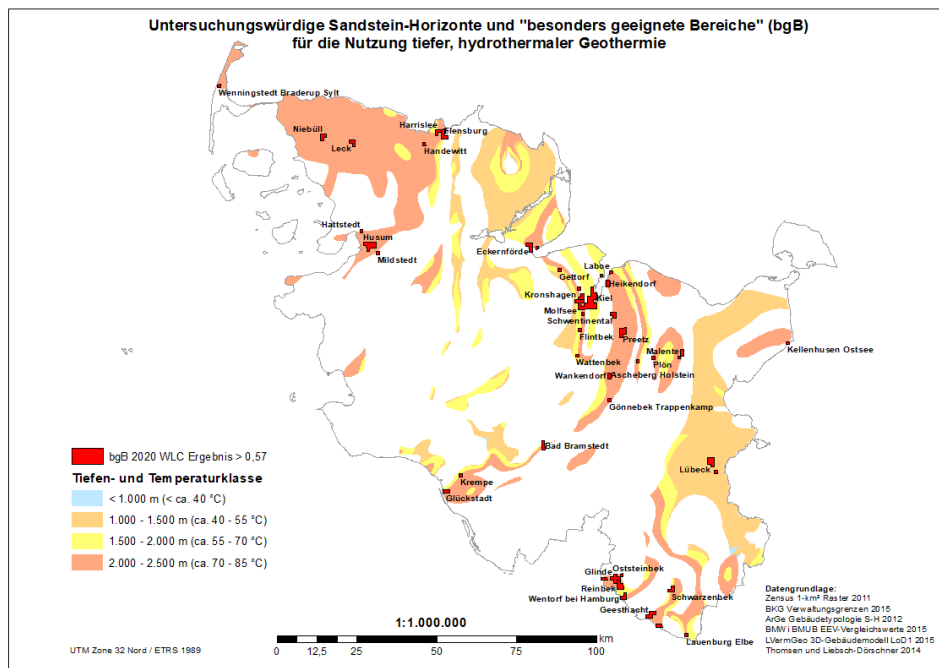 Untersuchungswürdige Sandstein-Horizonte und "besonders geeignete Bereiche" (bgB)
für die Nutzung tiefer, hydrothermaler Geothermie
Wenningstedt Braderup Sylt
Harrislee
Flensburg
Niebüll
Leck
Handewitt
Hattstedt
Husum
Mildstedt
Eckernförde
Laboe
Gettorf
Heikendorf
Kronshagen
Kiel
Molfsee
Schwentinental
Flintbek
Preetz
Malente
Kellenhusen Ostsee
Wattenbek
Plön
Wankendorf
Ascheberg Holstein
Gönnebek Trappenkamp
Bad Bramstedt
Lübeck
Krempe
Glückstadt
bgB 2020 WLC Ergebnis > 0,57
Tiefen- und Temperaturklasse
< 1.000 m (< ca. 40 °C)
1.000 - 1.500 m (ca. 40 - 55 °C)
1.500 - 2.000 m (ca. 55 - 70 °C)
2.000 - 2.500 m (ca. 70 - 85 °C)
Glinde
Oststeinbek
Reinbek
Wentorf bei Hamburg
Schwarzenbek
Geesthacht
Lauenburg Elbe
1:1.000.000
0 12,5 25 50 75 100
km
UTM Zone 32 Nord / ETRS 1989
Datengrundlage:
Zensus 1-km² Raster 2011
BKG Verwaltungsgrenzen 2015
ArGe Gebäudetypologie S-H 2012
BMWi BMUB EEV-Vergleichswerte 2015
LVermGeo 3D-Gebäudemodell LoD1 2015
Thomsen und Liebsch-Dörschner 2014